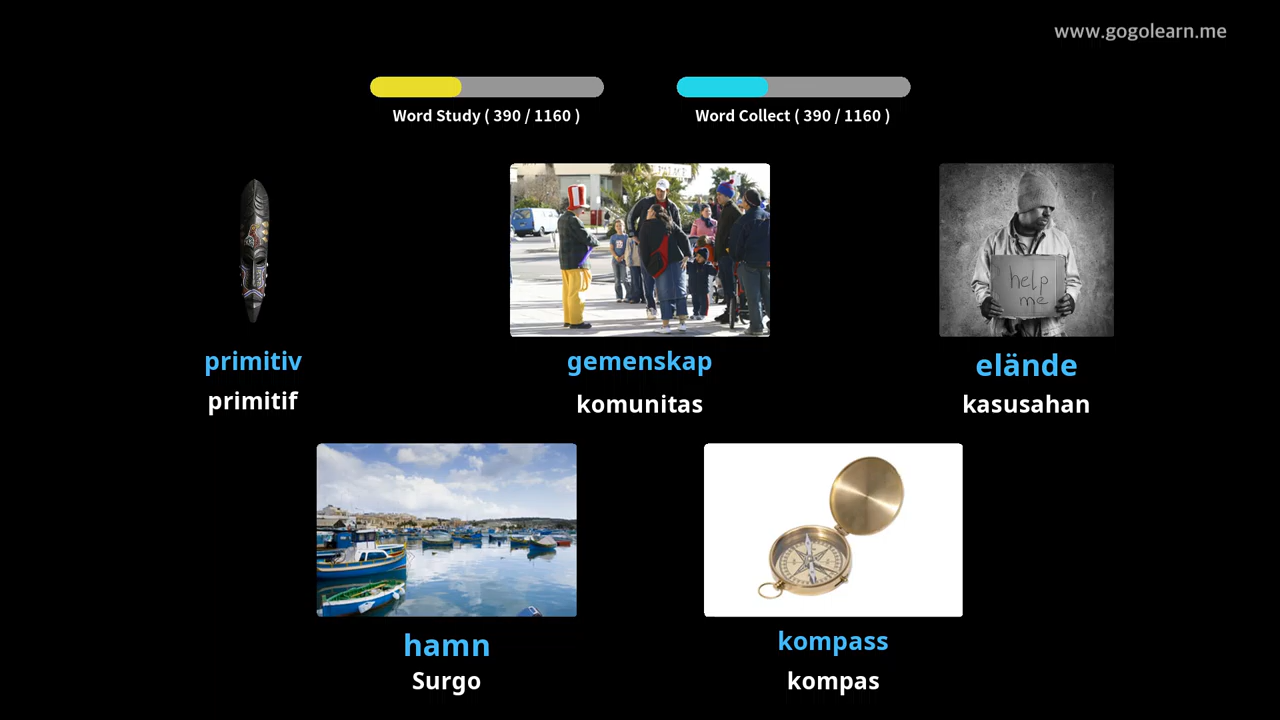 www.gogolearn.me
Word Study ( 390 / 1160 )
Word Collect ( 390 / 1160 )
help
me
primitiv
primitif
gemenskap
komunitas
elände
kasusahan
hamn
Surgo
kompass
kompas